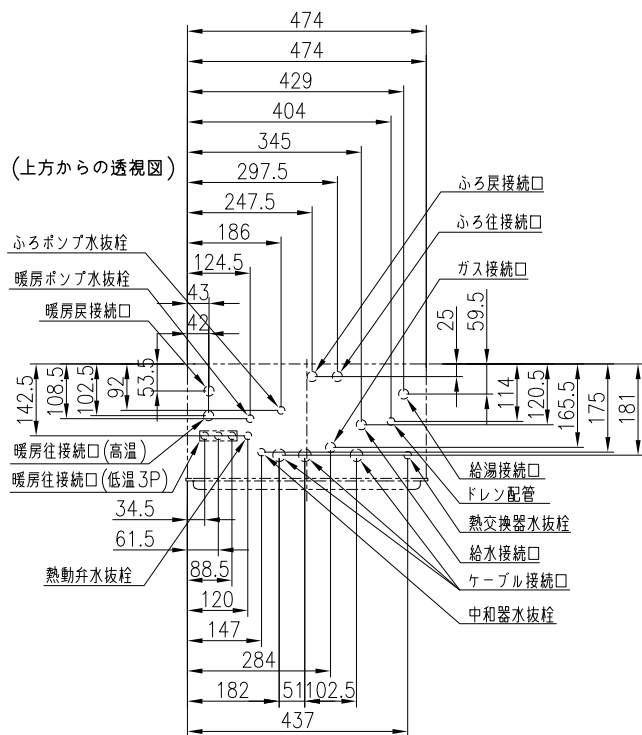 474
474
429
404
345
(上方からの透視図)
297.5
ふろ戻接続口
247.5
ふろ往接続口
186
ふろポンプ水抜栓
124.5
ガス接続口
暖房ポンプ水抜栓
43
暖房戻接続口
42
25
59.5
142.5
108.5
102.5
92
53.5
114
120.5
165.5
175
181
暖房往接続口(高温)
暖房往接続口(低温3P)
給湯接続口
ドレン配管
34.5
熱交換器水抜栓
61.5
給水接続口
熱動弁水抜栓
88.5
ケーブル接続口
120
中和器水抜栓
147
284
182
51
102.5
437